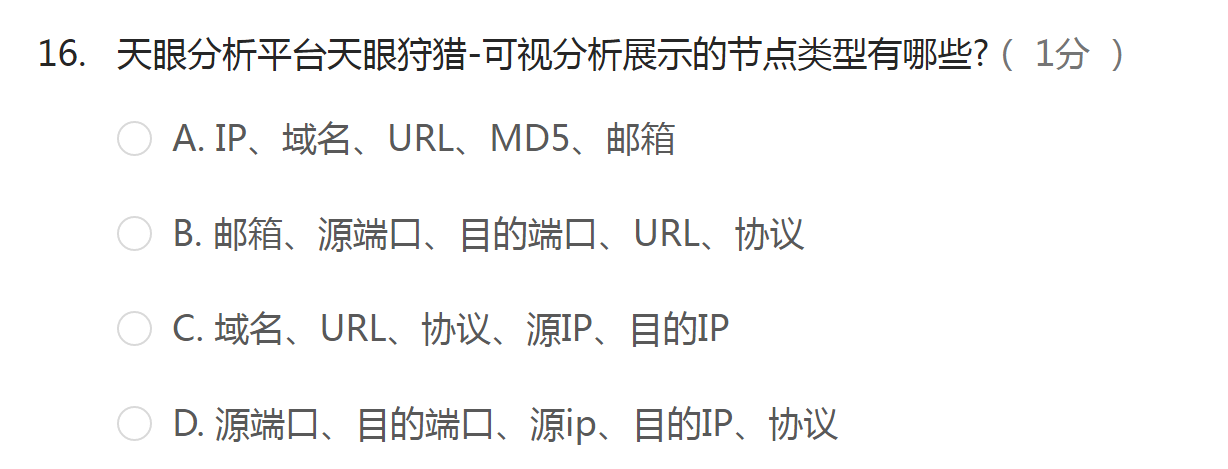 16. 天眼分析平台天眼狩猎-可视分析展示的节点类型有哪些?( 1分 )
A. IP、域名、URL、MD5、邮箱
B. 邮箱、源端口、目的端口、URL、协议
C. 域名、URL、协议、源IP、目的IP
D. 源端口、目的端口、源ip、目的IP、协议